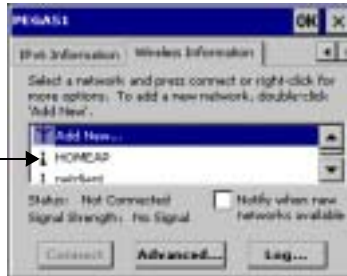 PEGAS1 OK ×
IPv6 Information Wireless Information
Select a network and press connect or right-click for
more options. To add a new network, double-click
'Add New'.
Add New...
HOMEAP
Status: Not Connected
Signal Strength: No Signal
Notify when new
networks available
Connect Advanced... Log...